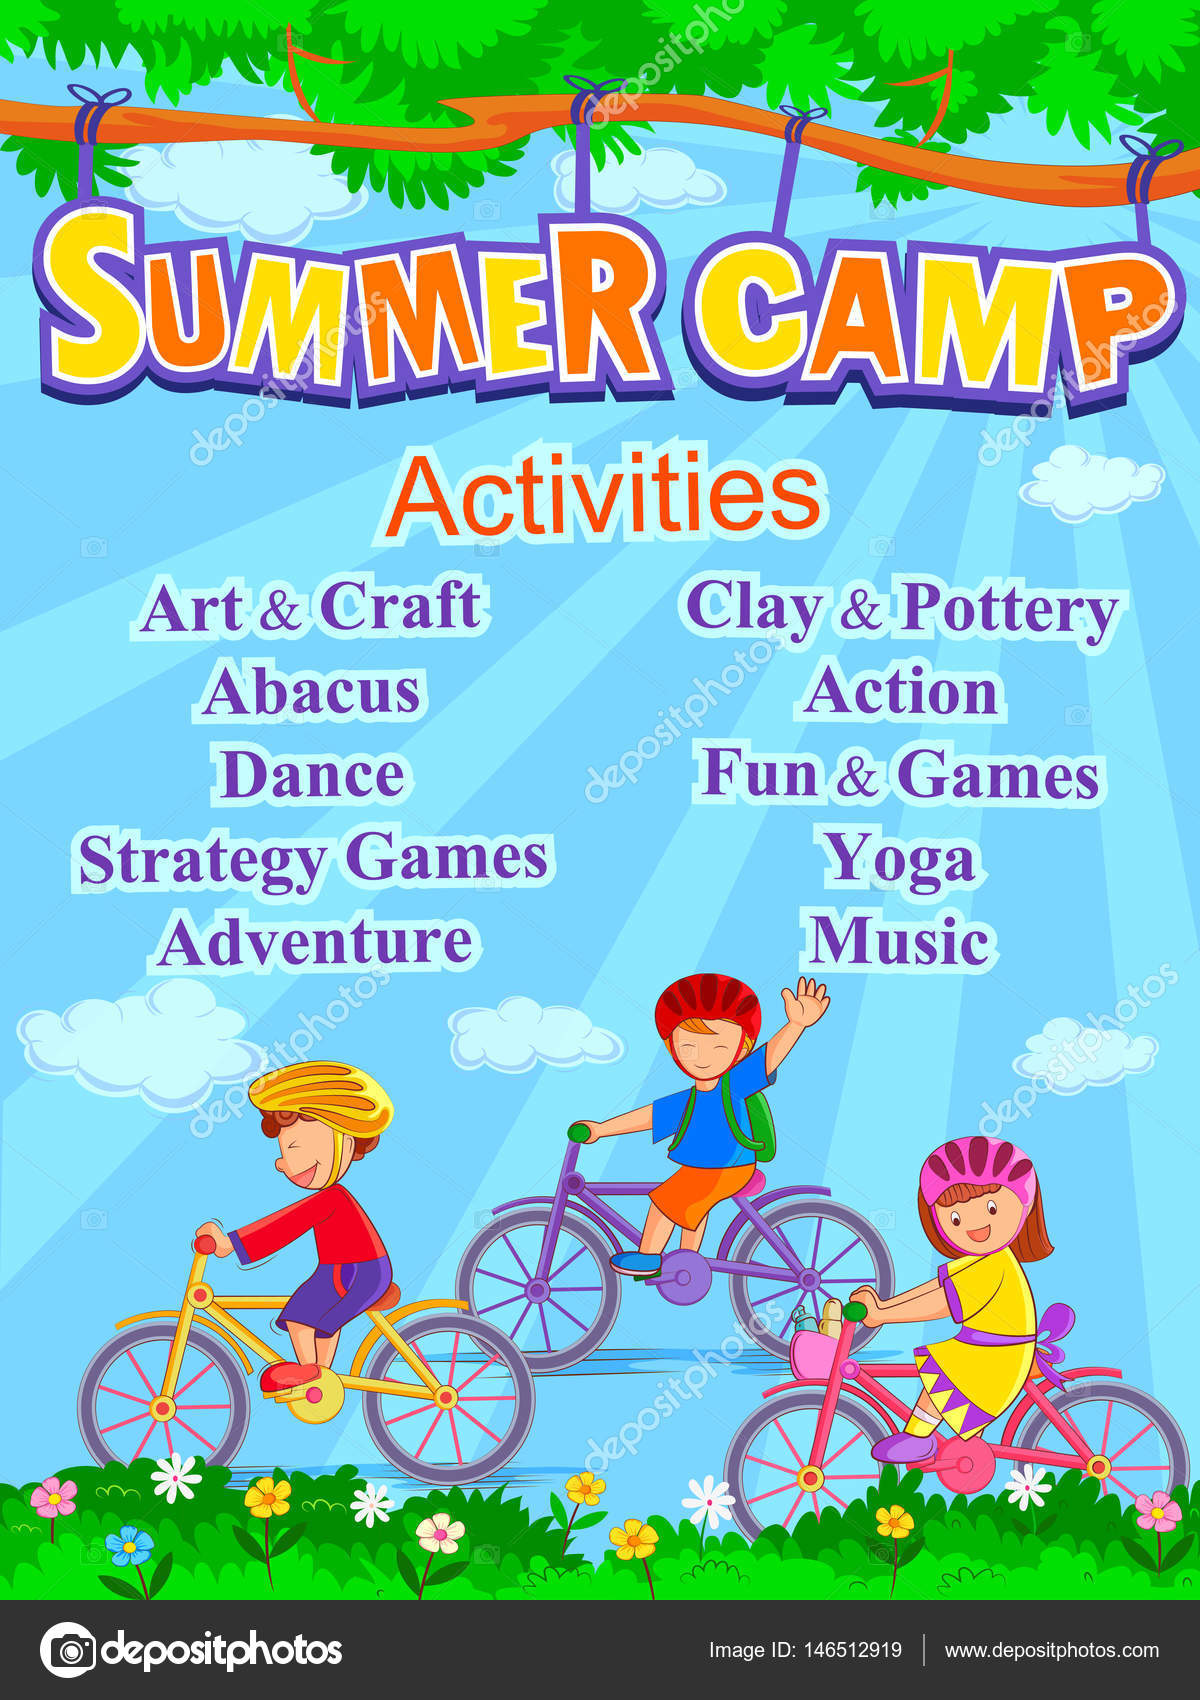 SUMMER CAMP
Activities
Art & Craft
Abacus
Dance
Strategy Games
Adventure
Clay & Pottery
Action
Fun & Games
Yoga
Music
depositphotos
Image ID: 146512919
www.depositphotos.com